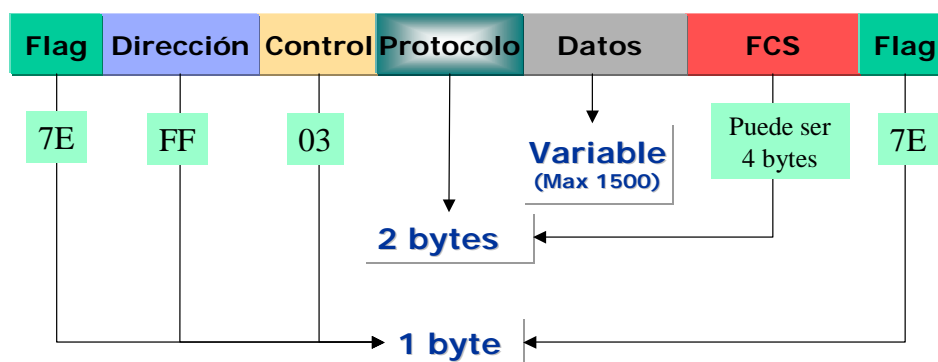 Flag Dirección Control Protocolo Datos FCS Flag
7E FF 03 Puede ser 7E
4 bytes
Variable
(Max 1500)
2 bytes
1 byte